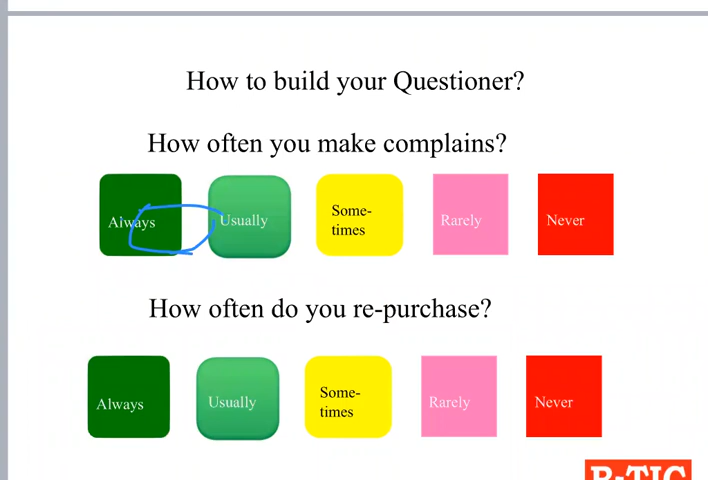 How to build your Questioner?
How often you make complains?
Always Usually Some- Rarely Never
times
How often do you re-purchase?
Always Usually Some- Rarely Never
times